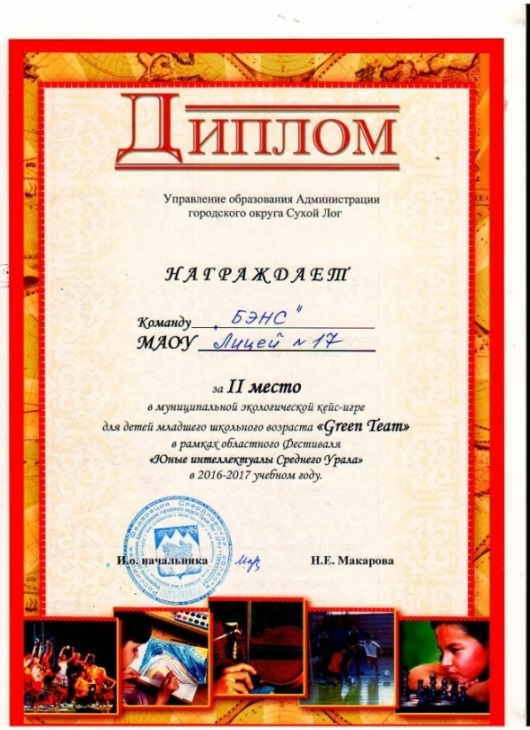 Диплом
Управление образования Администрации
городского округа Сухой Лог
НАГРАЖДАЕТ
Команду „БЭНС"
МАОУ Лицей №17
за II место
в муниципальной экологической кейс-игре
для детей младшего школьного возраста «Green Team»
в рамках областного Фестиваля
«Юные интеллектуалы Среднего Урала»
в 2016-2017 учебном году.
И.о. начальника
Н.Е. Макарова